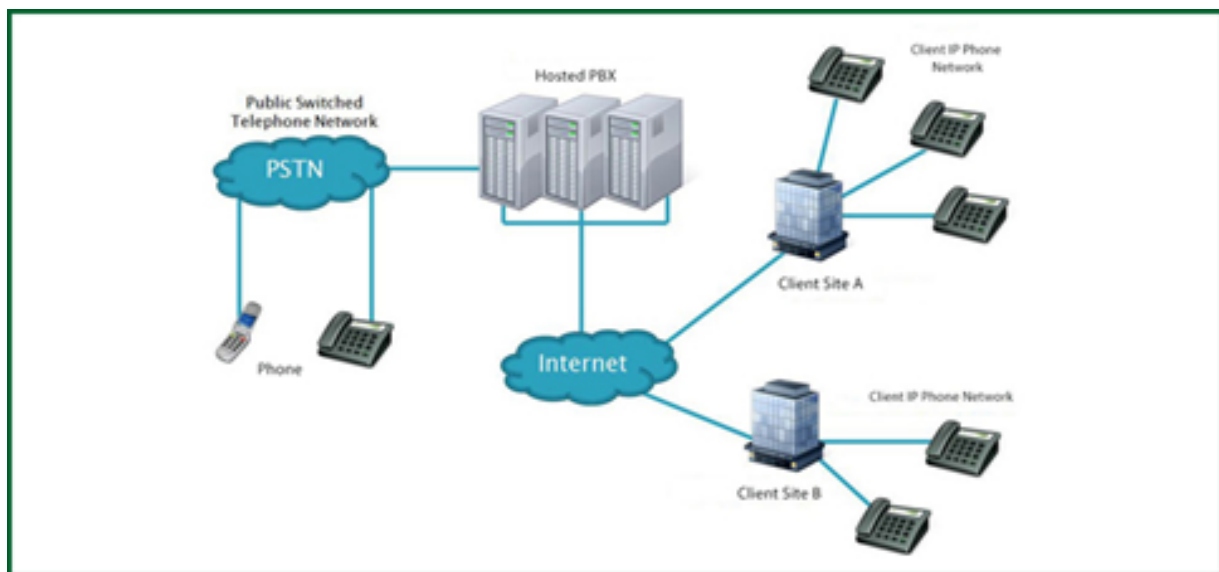 Client IP Phone
Network
Hosted PBX
Public Switched
Telephone Network
PSTN
Client Site A
Internet
Phone
Client IP Phone Network
Client Site B